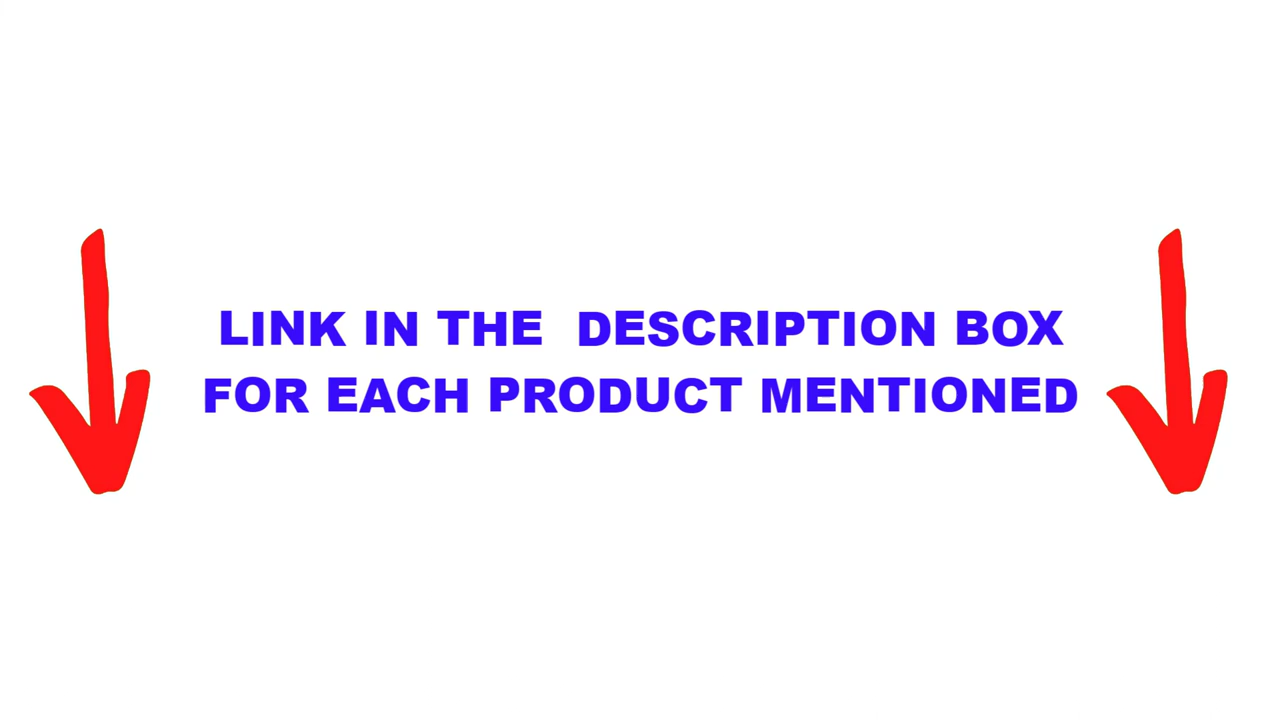 LINK IN THE  DESCRIPTION BOX
FOR EACH PRODUCT MENTIONED